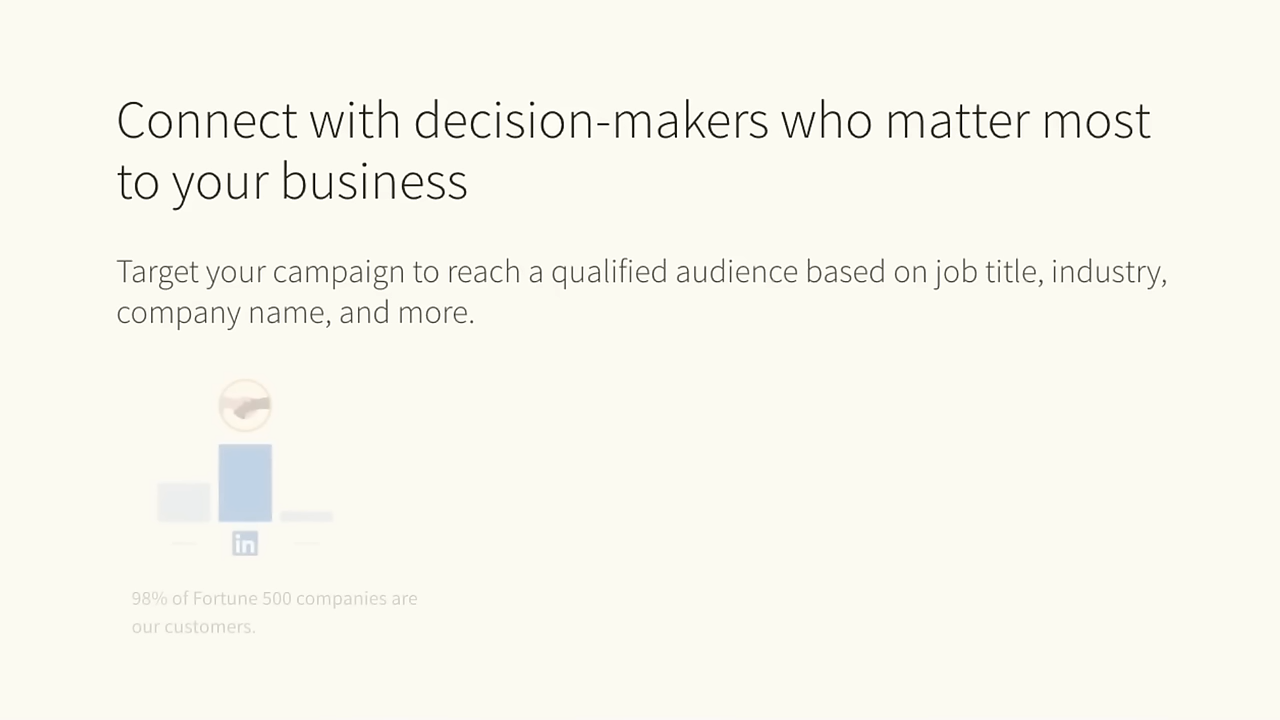 Connect with decision-makers who matter most
to your business
Target your campaign to reach a qualified audience based on job title, industry,
company name, and more.
in
98% of Fortune 500 companies are
our customers.